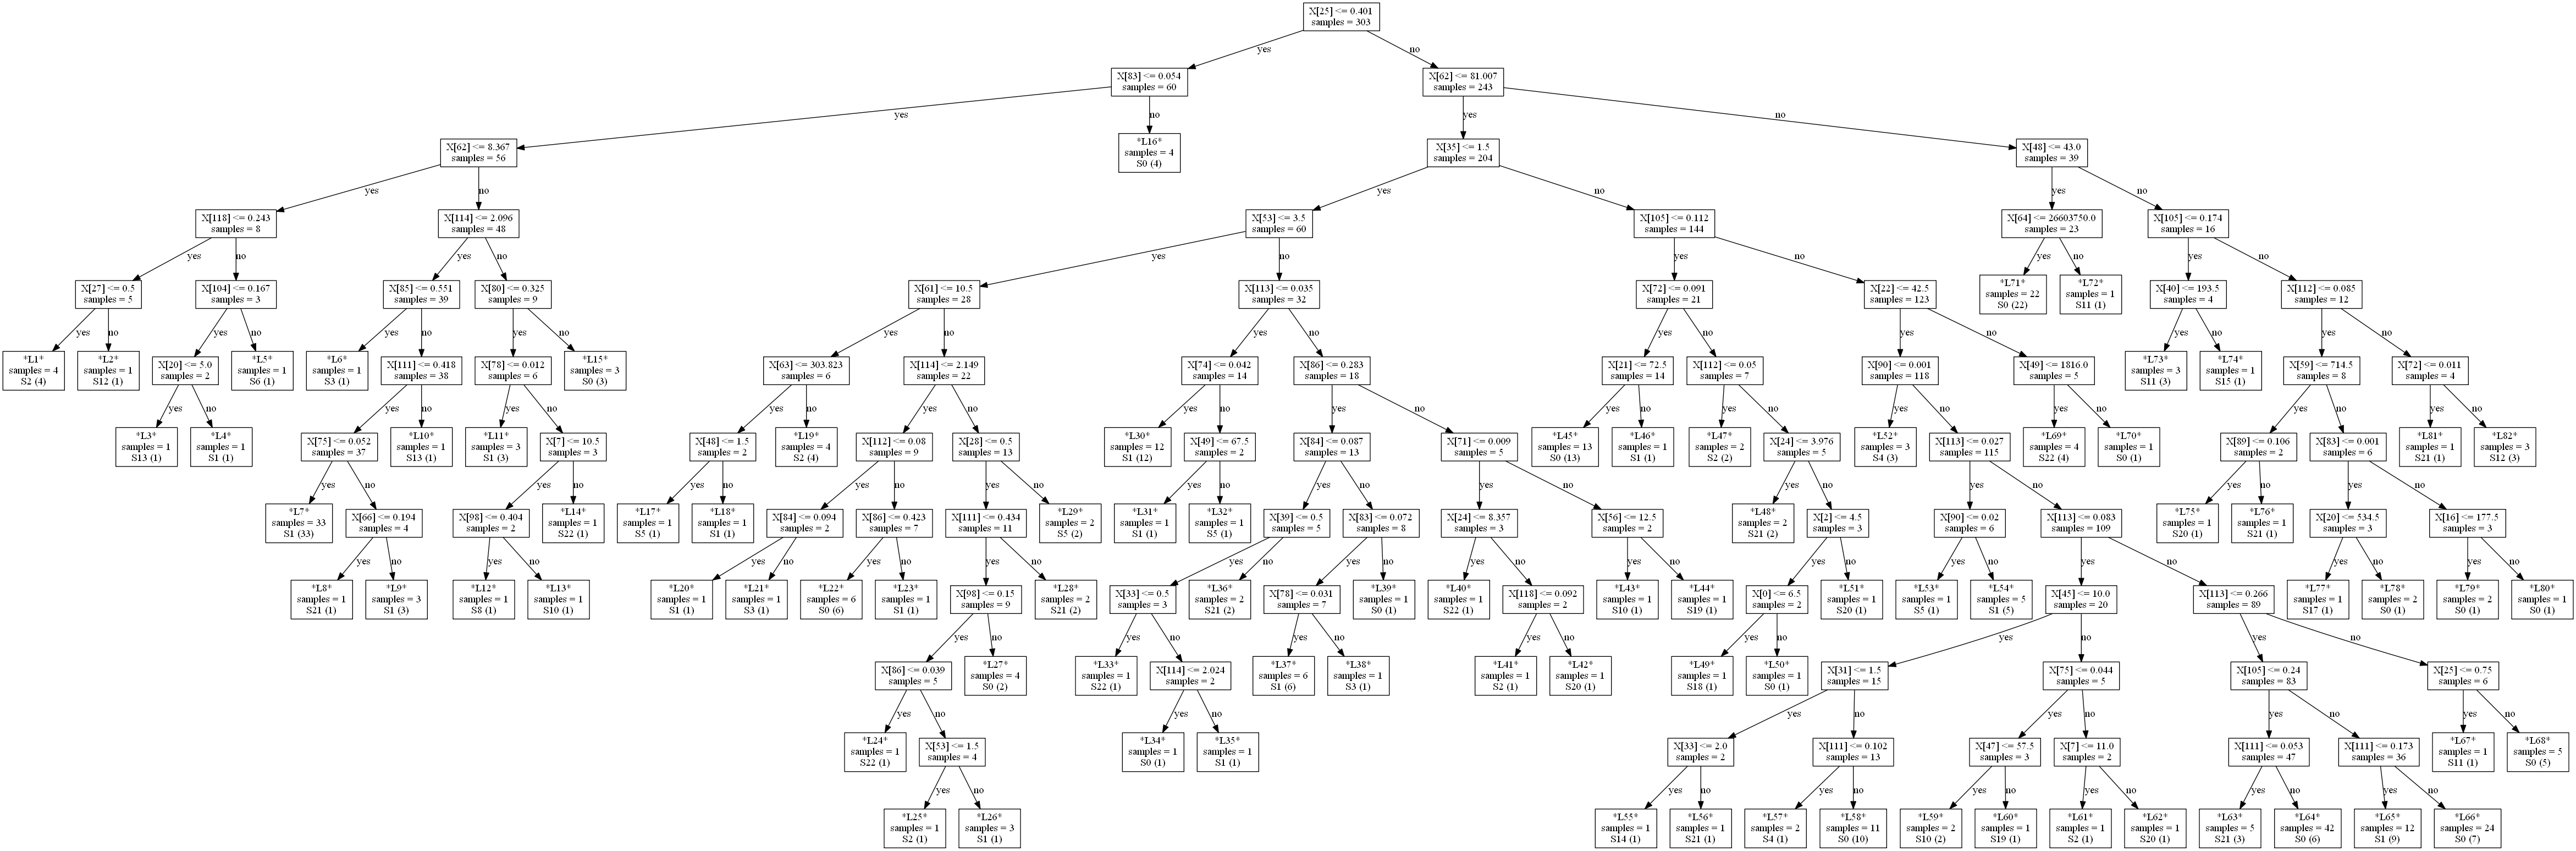 X[25] <= 0.401
samples = 303
yes
no
X[83] <= 0.054
samples = 60
X[62] <= 81.007
samples = 243
yes
no
yes
no
X[62] <= 8.367
samples = 56
*L16*
samples = 4
S0 (4)
X[35] <= 1.5
samples = 204
X[48] <= 43.0
samples = 39
yes
no
yes
no
yes
no
X[118] <= 0.243
samples = 8
X[114] <= 2.096
samples = 48
X[53] <= 3.5
samples = 60
X[105] <= 0.112
samples = 144
X[64] <= 26603750.0
samples = 23
X[105] <= 0.174
samples = 16
yes
no
yes
no
yes
no
yes
no
yes
no
yes
no
X[27] <= 0.5
samples = 5
X[104] <= 0.167
samples = 3
X[85] <= 0.551
samples = 39
X[80] <= 0.325
samples = 9
X[61] <= 10.5
samples = 28
X[113] <= 0.035
samples = 32
X[72] <= 0.091
samples = 21
X[22] <= 42.5
samples = 123
*L71*
samples = 22
S0 (22)
*L72*
samples = 1
S11 (1)
X[40] <= 193.5
samples = 4
X[112] <= 0.085
samples = 12
yes
no
yes
no
yes
no
yes
no
yes
no
yes
no
yes
no
yes
no
yes
no
yes
no
*L1*
samples = 4
S2 (4)
*L2*
samples = 1
S12 (1)
X[20] <= 5.0
samples = 2
*L5*
samples = 1
S6 (1)
*L6*
samples = 1
S3 (1)
X[111] <= 0.418
samples = 38
X[78] <= 0.012
samples = 6
*L15*
samples = 3
S0 (3)
X[63] <= 303.823
samples = 6
X[114] <= 2.149
samples = 22
X[74] <= 0.042
samples = 14
X[86] <= 0.283
samples = 18
X[21] <= 72.5
samples = 14
X[112] <= 0.05
samples = 7
X[90] <= 0.001
samples = 118
X[49] <= 1816.0
samples = 5
*L73*
samples = 3
S11 (3)
*L74*
samples = 1
S15 (1)
X[59] <= 714.5
samples = 8
X[72] <= 0.011
samples = 4
yes
no
yes
no
yes
no
yes
no
yes
no
yes
no
yes
no
yes
no
yes
no
yes
no
yes
no
yes
no
yes
no
*L3*
samples = 1
S13 (1)
*L4*
samples = 1
S1 (1)
X[75] <= 0.052
samples = 37
*L10*
samples = 1
S13 (1)
*L11*
samples = 3
S1 (3)
X[7] <= 10.5
samples = 3
X[48] <= 1.5
samples = 2
*L19*
samples = 4
S2 (4)
X[112] <= 0.08
samples = 9
X[28] <= 0.5
samples = 13
*L30*
samples = 12
S1 (12)
X[49] <= 67.5
samples = 2
X[84] <= 0.087
samples = 13
X[71] <= 0.009
samples = 5
*L45*
samples = 13
S0 (13)
*L46*
samples = 1
S1 (1)
*L47*
samples = 2
S2 (2)
X[24] <= 3.976
samples = 5
*L52*
samples = 3
S4 (3)
X[113] <= 0.027
samples = 115
*L69*
samples = 4
S22 (4)
*L70*
samples = 1
S0 (1)
X[89] <= 0.106
samples = 2
X[83] <= 0.001
samples = 6
*L81*
samples = 1
S21 (1)
*L82*
samples = 3
S12 (3)
yes
no
yes
no
yes
no
yes
no
yes
no
yes
no
yes
no
yes
no
yes
no
yes
no
yes
no
yes
no
*L7*
samples = 33
S1 (33)
X[66] <= 0.194
samples = 4
X[98] <= 0.404
samples = 2
*L14*
samples = 1
S22 (1)
*L17*
samples = 1
S5 (1)
*L18*
samples = 1
S1 (1)
X[84] <= 0.094
samples = 2
X[86] <= 0.423
samples = 7
X[111] <= 0.434
samples = 11
*L29*
samples = 2
S5 (2)
*L31*
samples = 1
S1 (1)
*L32*
samples = 1
S5 (1)
X[39] <= 0.5
samples = 5
X[83] <= 0.072
samples = 8
X[24] <= 8.357
samples = 3
X[56] <= 12.5
samples = 2
*L48*
samples = 2
S21 (2)
X[2] <= 4.5
samples = 3
X[90] <= 0.02
samples = 6
X[113] <= 0.083
samples = 109
*L75*
samples = 1
S20 (1)
*L76*
samples = 1
S21 (1)
X[20] <= 534.5
samples = 3
X[16] <= 177.5
samples = 3
yes
no
yes
no
yes
no
yes
no
yes
no
yes
no
yes
no
yes
no
yes
no
yes
no
yes
no
yes
no
yes
no
yes
no
*L8*
samples = 1
S21 (1)
*L9*
samples = 3
S1 (3)
*L12*
samples = 1
S8 (1)
*L13*
samples = 1
S10 (1)
*L20*
samples = 1
S1 (1)
*L21*
samples = 1
S3 (1)
*L22*
samples = 6
S0 (6)
*L23*
samples = 1
S1 (1)
X[98] <= 0.15
samples = 9
*L28*
samples = 2
S21 (2)
X[33] <= 0.5
samples = 3
*L36*
samples = 2
S21 (2)
X[78] <= 0.031
samples = 7
*L39*
samples = 1
S0 (1)
*L40*
samples = 1
S22 (1)
X[118] <= 0.092
samples = 2
*L43*
samples = 1
S10 (1)
*L44*
samples = 1
S19 (1)
X[0] <= 6.5
samples = 2
*L51*
samples = 1
S20 (1)
*L53*
samples = 1
S5 (1)
*L54*
samples = 5
S1 (5)
X[45] <= 10.0
samples = 20
X[113] <= 0.266
samples = 89
*L77*
samples = 1
S17 (1)
*L78*
samples = 2
S0 (2)
*L79*
samples = 2
S0 (1)
*L80*
samples = 1
S0 (1)
yes
no
yes
no
yes
no
yes
no
yes
no
yes
no
yes
no
X[86] <= 0.039
samples = 5
*L27*
samples = 4
S0 (2)
*L33*
samples = 1
S22 (1)
X[114] <= 2.024
samples = 2
*L37*
samples = 6
S1 (6)
*L38*
samples = 1
S3 (1)
*L41*
samples = 1
S2 (1)
*L42*
samples = 1
S20 (1)
*L49*
samples = 1
S18 (1)
*L50*
samples = 1
S0 (1)
X[31] <= 1.5
samples = 15
X[75] <= 0.044
samples = 5
X[105] <= 0.24
samples = 83
X[25] <= 0.75
samples = 6
yes
no
yes
no
yes
no
yes
no
yes
no
yes
no
*L24*
samples = 1
S22 (1)
X[53] <= 1.5
samples = 4
*L34*
samples = 1
S0 (1)
*L35*
samples = 1
S1 (1)
X[33] <= 2.0
samples = 2
X[111] <= 0.102
samples = 13
X[47] <= 57.5
samples = 3
X[7] <= 11.0
samples = 2
X[111] <= 0.053
samples = 47
X[111] <= 0.173
samples = 36
*L67*
samples = 1
S11 (1)
*L68*
samples = 5
S0 (5)
yes
no
yes
no
yes
no
yes
no
yes
no
yes
no
yes
no
*L25*
samples = 1
S2 (1)
*L26*
samples = 3
S1 (1)
*L55*
samples = 1
S14 (1)
*L56*
samples = 1
S21 (1)
*L57*
samples = 2
S4 (1)
*L58*
samples = 11
S0 (10)
*L59*
samples = 2
S10 (2)
*L60*
samples = 1
S19 (1)
*L61*
samples = 1
S2 (1)
*L62*
samples = 1
S20 (1)
*L63*
samples = 5
S21 (3)
*L64*
samples = 42
S0 (6)
*L65*
samples = 12
S1 (9)
*L66*
samples = 24
S0 (7)